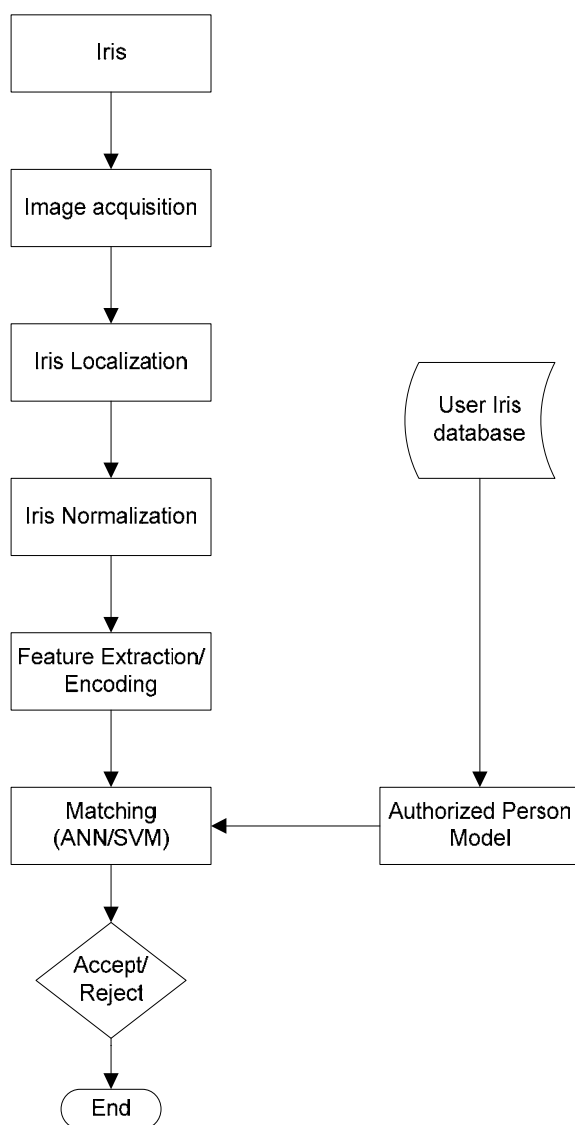 Iris
Image acquisition
Iris Localization
Iris Normalization
Feature Extraction/
Encoding
Matching
(ANN/SVM)
Accept/
Reject
End
User Iris
database
Authorized Person
Model